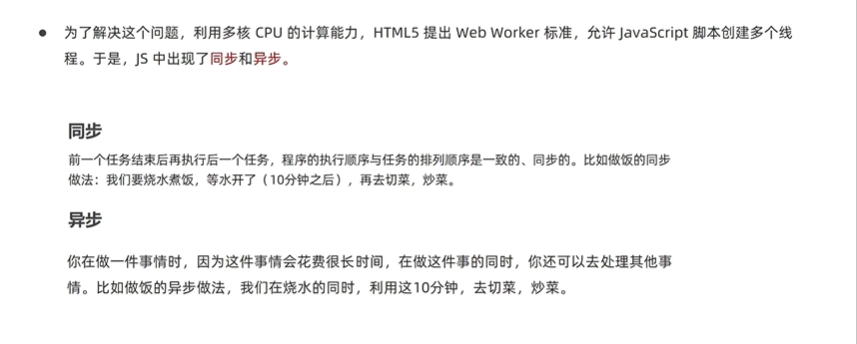 ● 为了解决这个问题，利用多核 CPU 的计算能力，HTML5 提出 Web Worker 标准，允许 JavaScript 脚本创建多个线
程。于是，JS 中出现了同步和异步。
同步
前一个任务结束后再执行后一个任务，程序的执行顺序与任务的排列顺序是一致的、同步的。比如做饭的同步
做法：我们要烧水煮饭，等水开了（10分钟之后），再去切菜，炒菜。
异步
你在做一件事情时，因为这件事情会花费很长时间，在做这件事的同时，你还可以去处理其他事
情。比如做饭的异步做法，我们在烧水的同时，利用这10分钟，去切菜，炒菜。